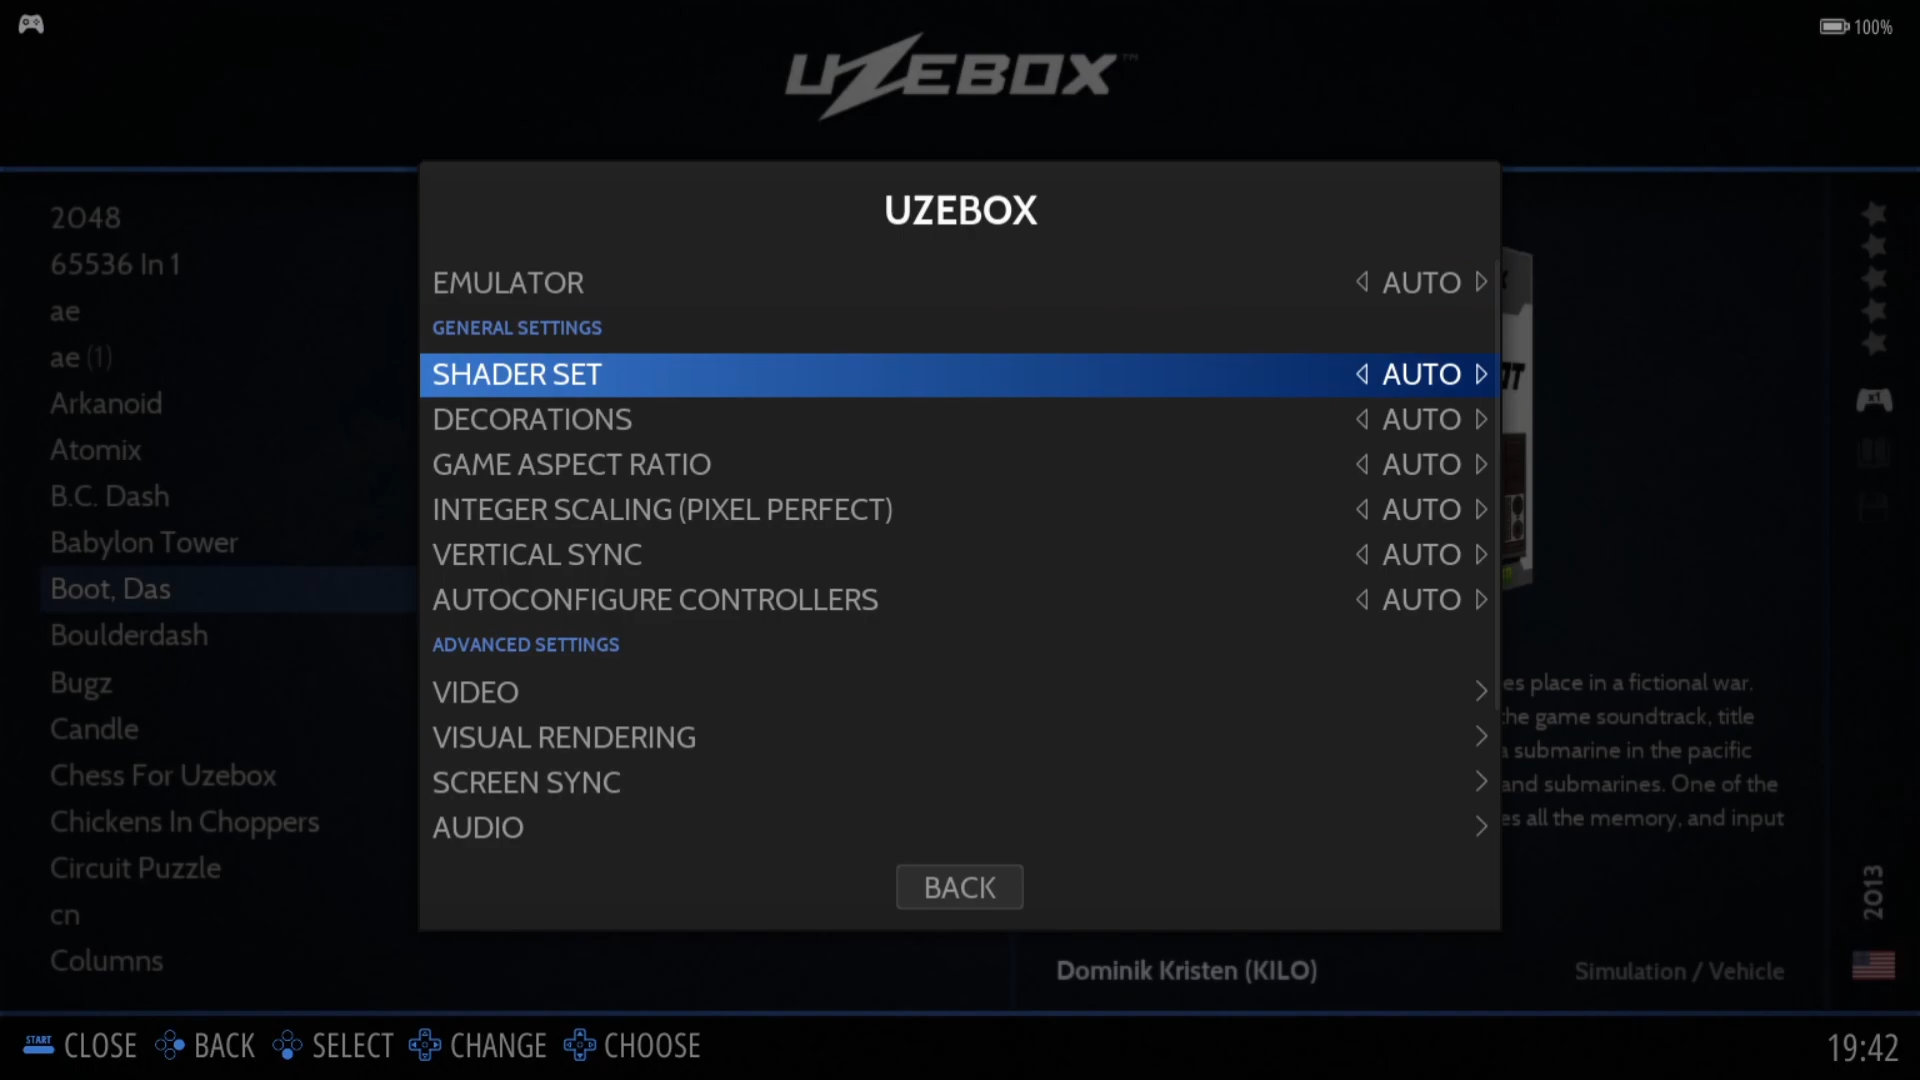 100%
UZEBOX™
UZEBOX
EMULATOR AUTO
GENERAL SETTINGS
SHADER SET AUTO
DECORATIONS AUTO
GAME ASPECT RATIO AUTO
INTEGER SCALING (PIXEL PERFECT) AUTO
VERTICAL SYNC AUTO
AUTOCONFIGURE CONTROLLERS AUTO
ADVANCED SETTINGS
VIDEO
VISUAL RENDERING
SCREEN SYNC
AUDIO
BACK
2048
65536 In 1
ae
ae (1)
Arkanoid
Atomix
B.C. Dash
Babylon Tower
Boot, Das
Boulderdash
Bugz
Candle
Chess For Uzebox
Chickens In Choppers
Circuit Puzzle
cn
Columns
x1
es place in a fictional war.
he game soundtrack, title
a submarine in the pacific
and submarines. One of the
es all the memory, and input
2013
Dominik Kristen (KILO)
Simulation / Vehicle
START CLOSE BACK SELECT CHANGE CHOOSE
19:42